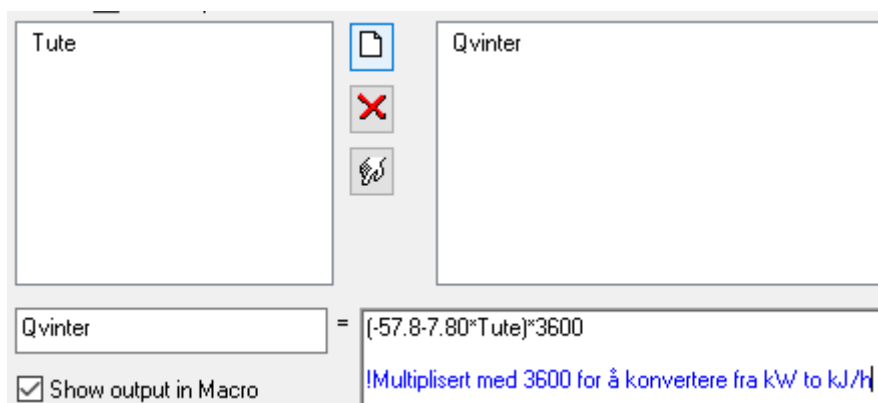 Tute
Qvinter
Qvinter
=
(-57.8-7.80*Tute)*3600
!Multiplisert med 3600 for å konvertere fra kW to kJ/h
Show output in Macro